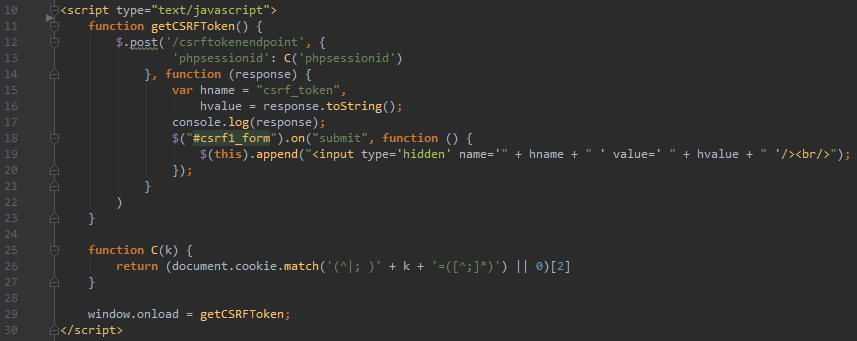 10 <script type="text/javascript">
11 function getCSRFToken() {
12 $.post('/csrftokenendpoint', {
13 'phpsessionid': C('phpsessionid')
14 }, function (response) {
15 var hname = "csrf_token",
16 hvalue = response.toString();
17 console.log(response);
18 $("#csrf1_form").on("submit", function () {
19 $(this).append("<input type='hidden' name='" + hname + " ' value=' " + hvalue + " '/><br/>");
20 });
21 }
22 )
23 }
24
25 function C(k) {
26 return (document.cookie.match('(^|; )' + k + '=([^;]*)') || 0)[2]
27 }
28
29 window.onload = getCSRFToken;
30 </script>